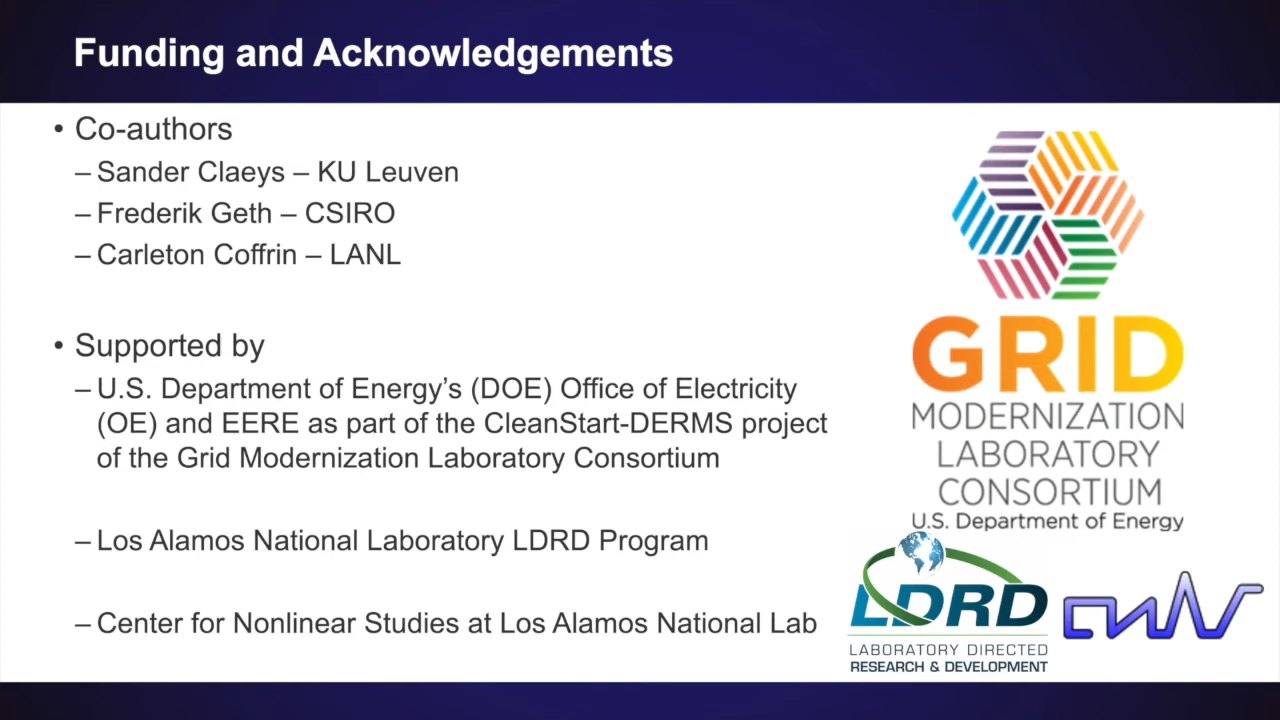 Funding and Acknowledgements
• Co-authors
– Sander Claeys – KU Leuven
– Frederik Geth – CSIRO
– Carleton Coffrin – LANL
• Supported by
– U.S. Department of Energy’s (DOE) Office of Electricity
(OE) and EERE as part of the CleanStart-DERMS project
of the Grid Modernization Laboratory Consortium
– Los Alamos National Laboratory LDRD Program
– Center for Nonlinear Studies at Los Alamos National Lab
GRID
MODERNIZATION
LABORATORY
CONSORTIUM
U.S. Department of Energy
LDRD
LABORATORY DIRECTED
RESEARCH & DEVELOPMENT